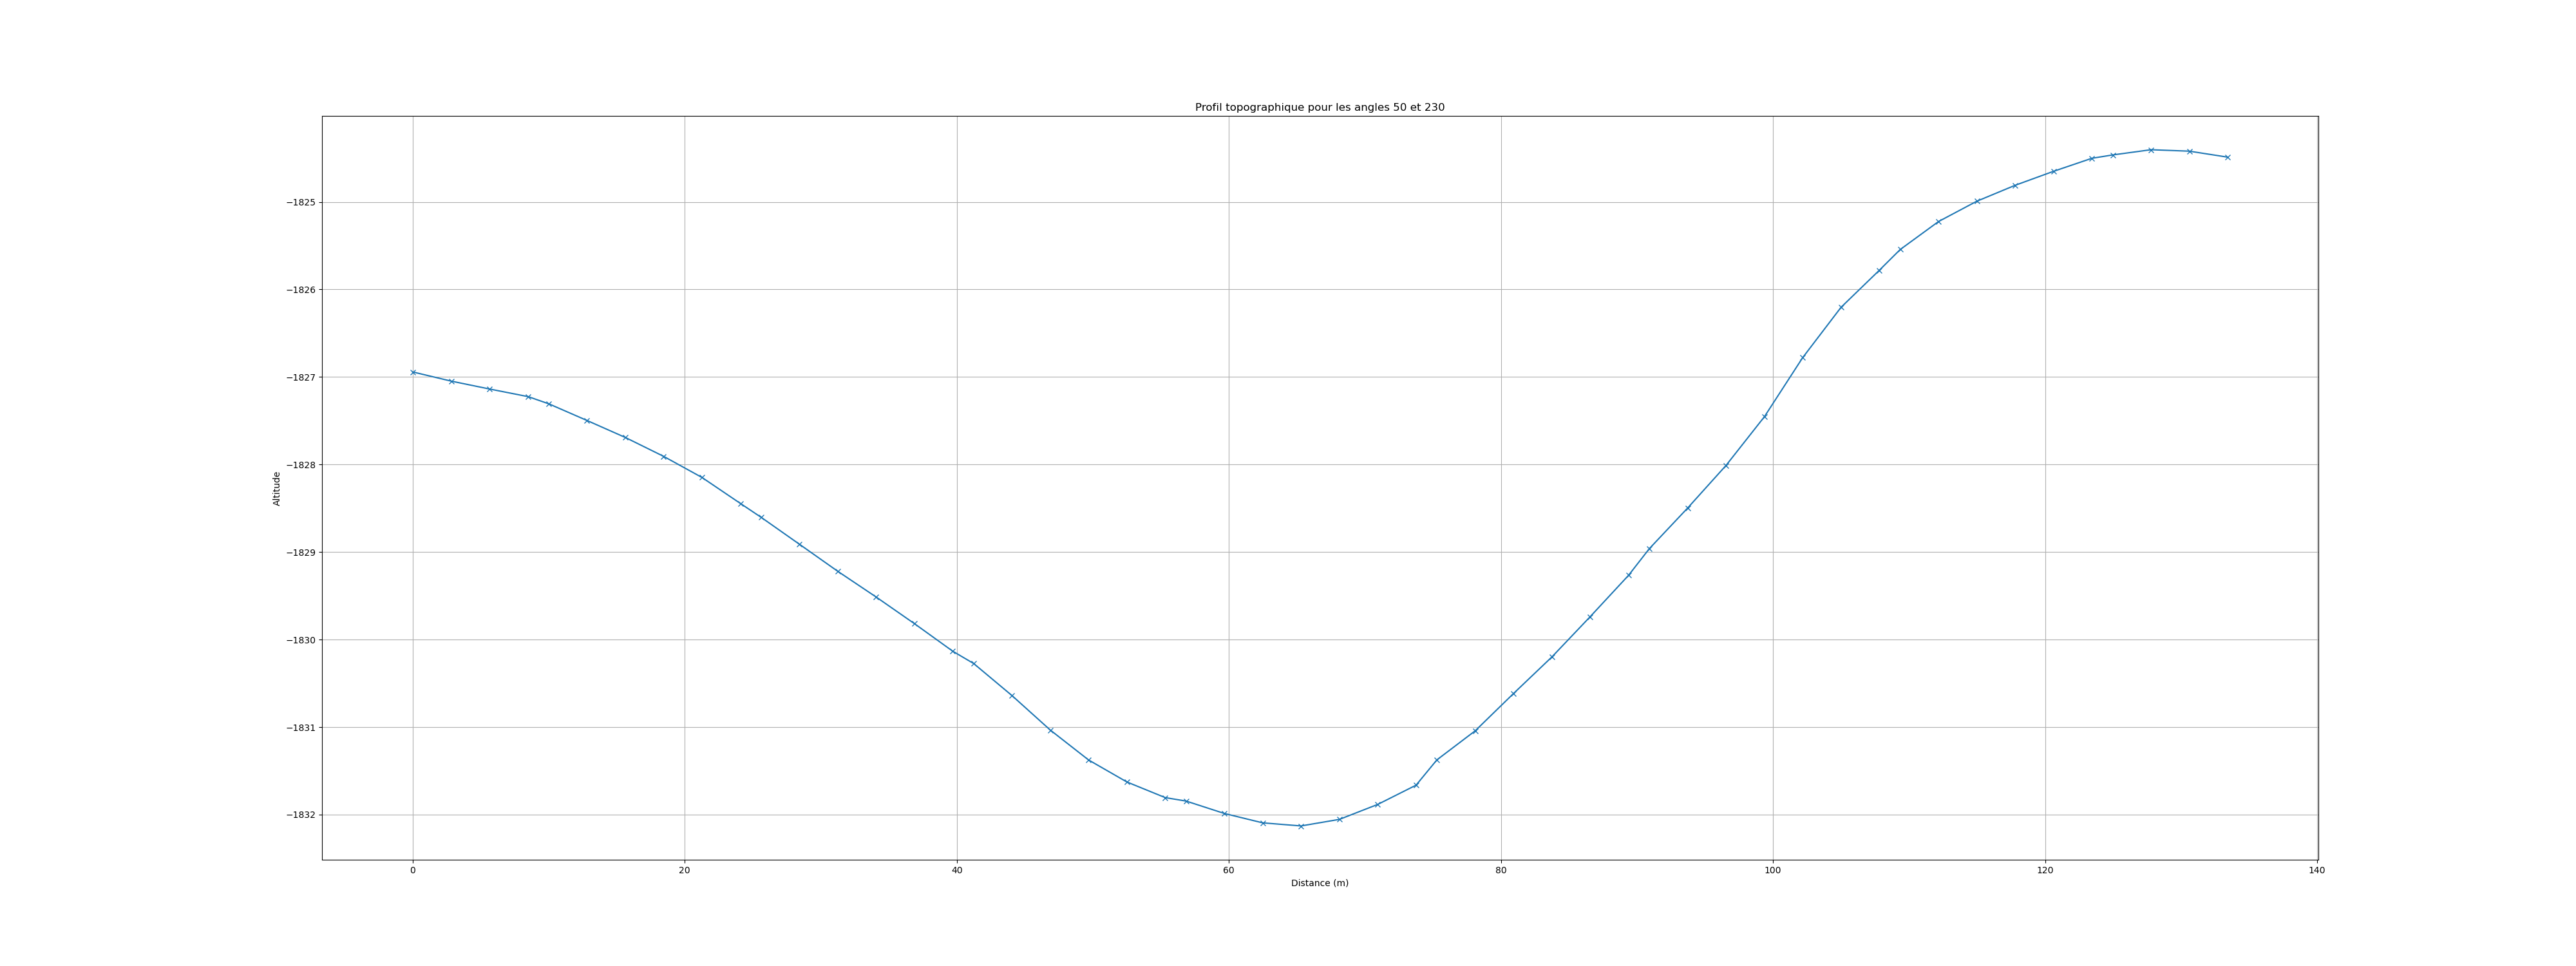 Profil topographique pour les angles 50 et 230
−1825
−1826
−1827
−1828
−1829
−1830
−1831
−1832
Altitude
0 20 40 60 80 100 120 140
Distance (m)